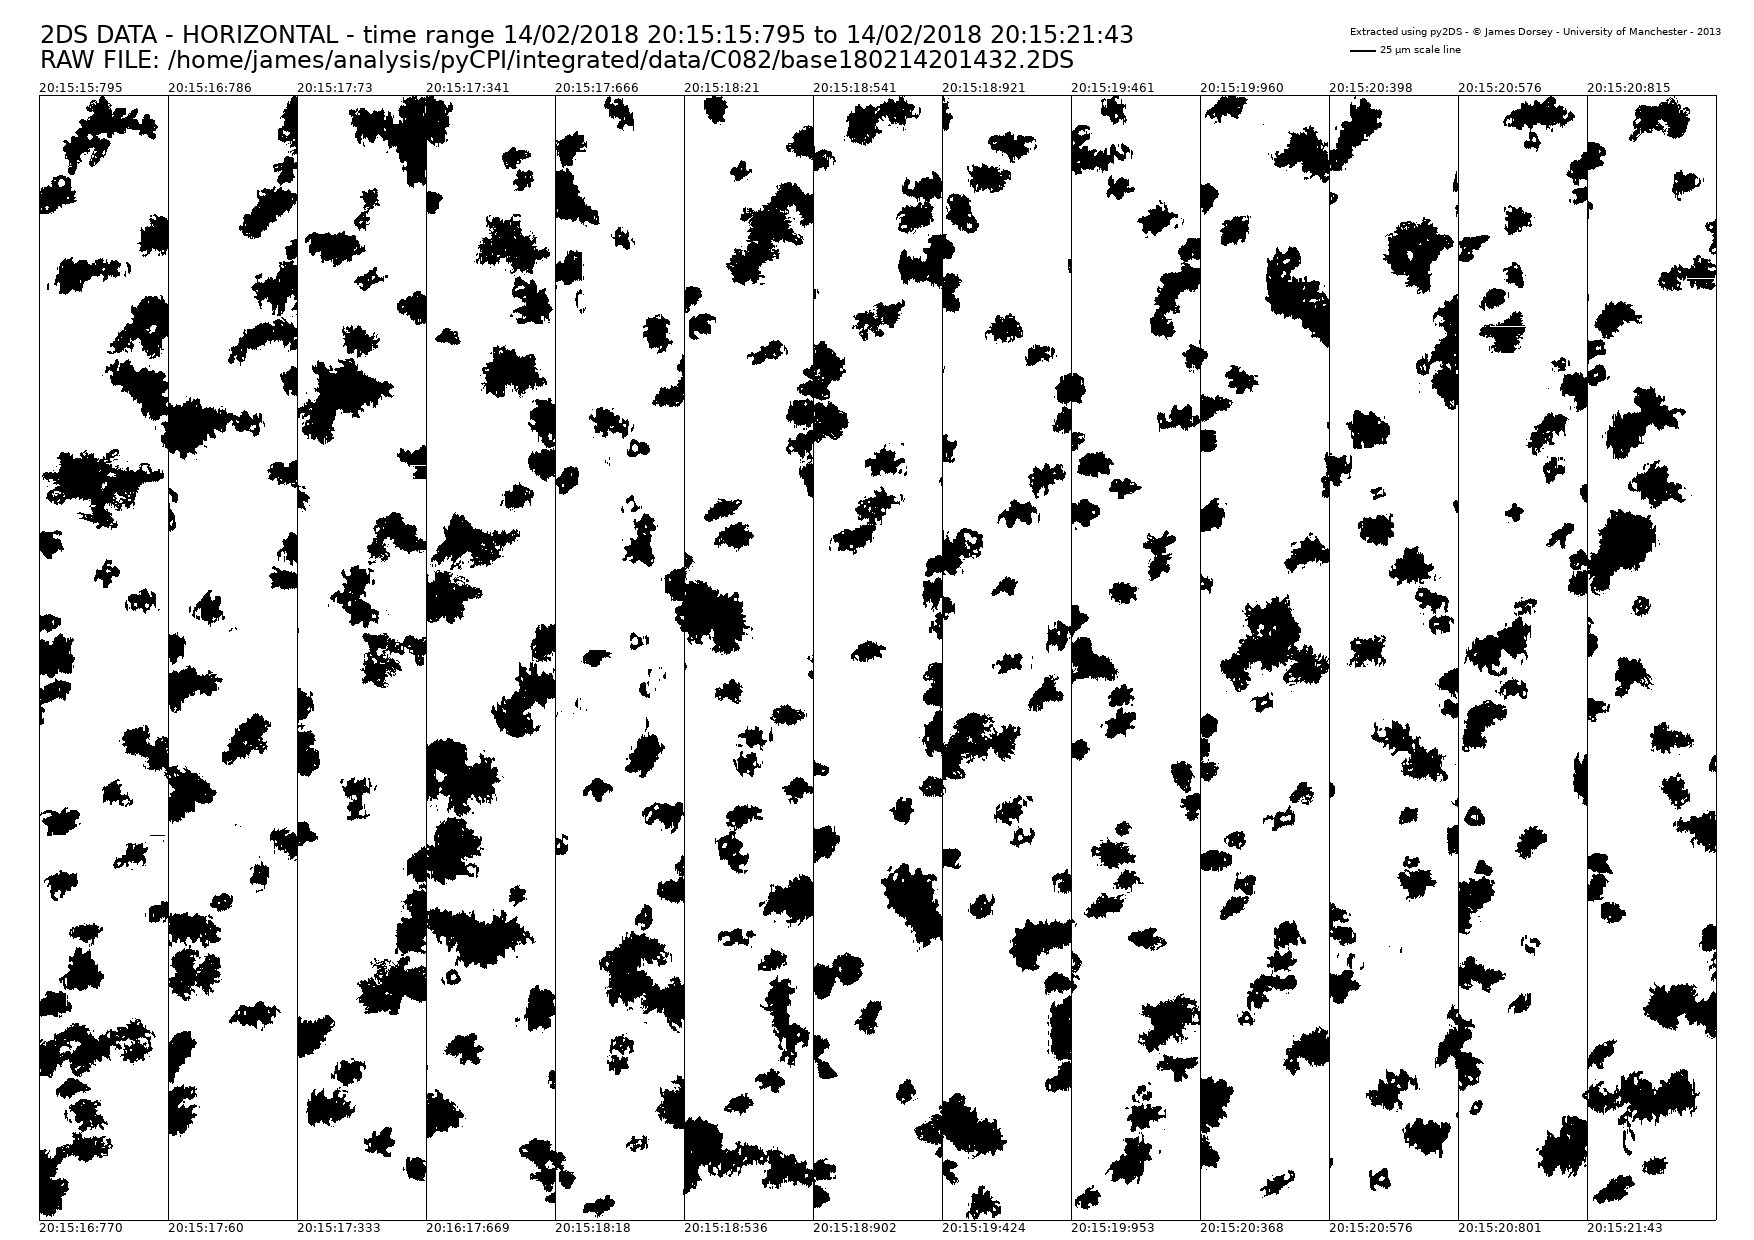 2DS DATA - HORIZONTAL - time range 14/02/2018 20:15:15:795 to 14/02/2018 20:15:21:43
RAW FILE: /home/james/analysis/pyCPI/integrated/data/C082/base180214201432.2DS
Extracted using py2DS - © James Dorsey - University of Manchester - 2013
25 µm scale line
20:15:15:795 20:15:16:786 20:15:17:73 20:15:17:341 20:15:17:666 20:15:18:21 20:15:18:541 20:15:18:921 20:15:19:461 20:15:19:960 20:15:20:398 20:15:20:576 20:15:20:815
20:15:16:770 20:15:17:60 20:15:17:333 20:16:17:669 20:15:18:18 20:15:18:536 20:15:18:902 20:15:19:424 20:15:19:953 20:15:20:368 20:15:20:576 20:15:20:801 20:15:21:43